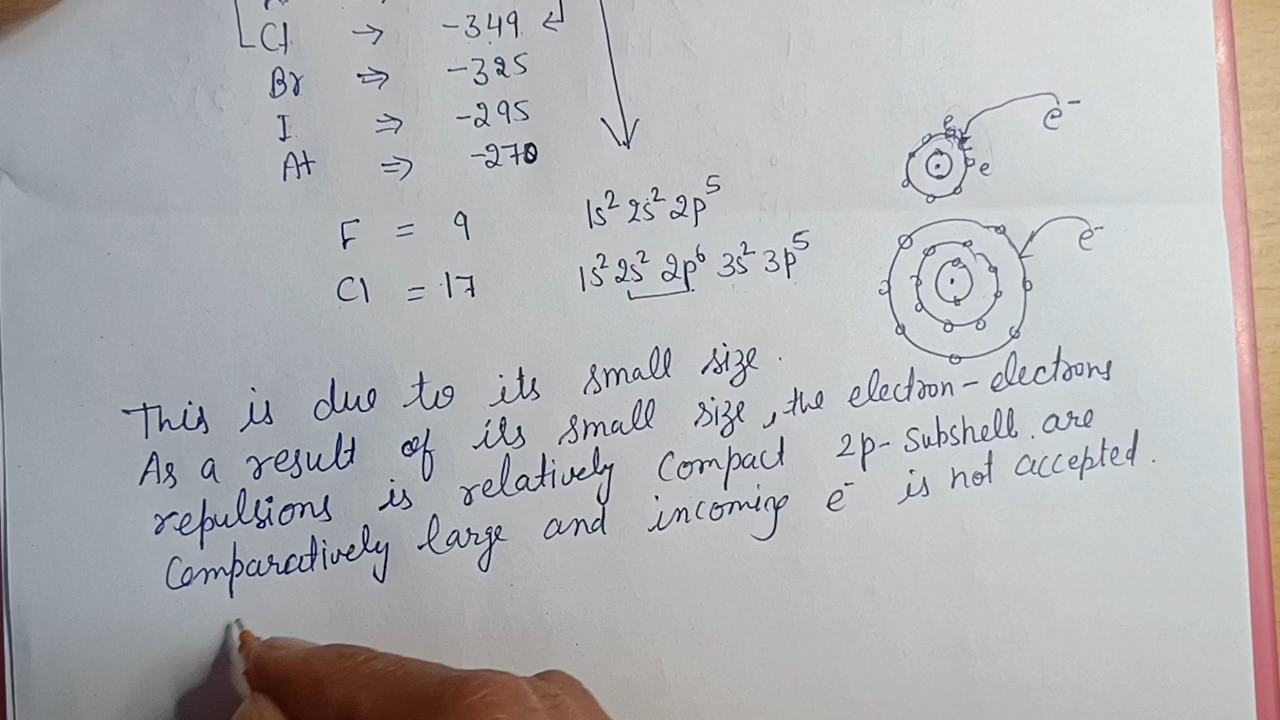 Cl → -349
Br ⇒ -325
I ⇒ -295
At ⇒ -270
F = 9 1s² 2s² 2p⁵
Cl = 17 1s² 2s² 2p⁶ 3s² 3p⁵
e e e⁻
e⁻
This is due to its small size.
As a result of its small size, the electron-electrons
repulsions is relatively compact 2p-subshell are
comparatively large and incoming e⁻ is not accepted.